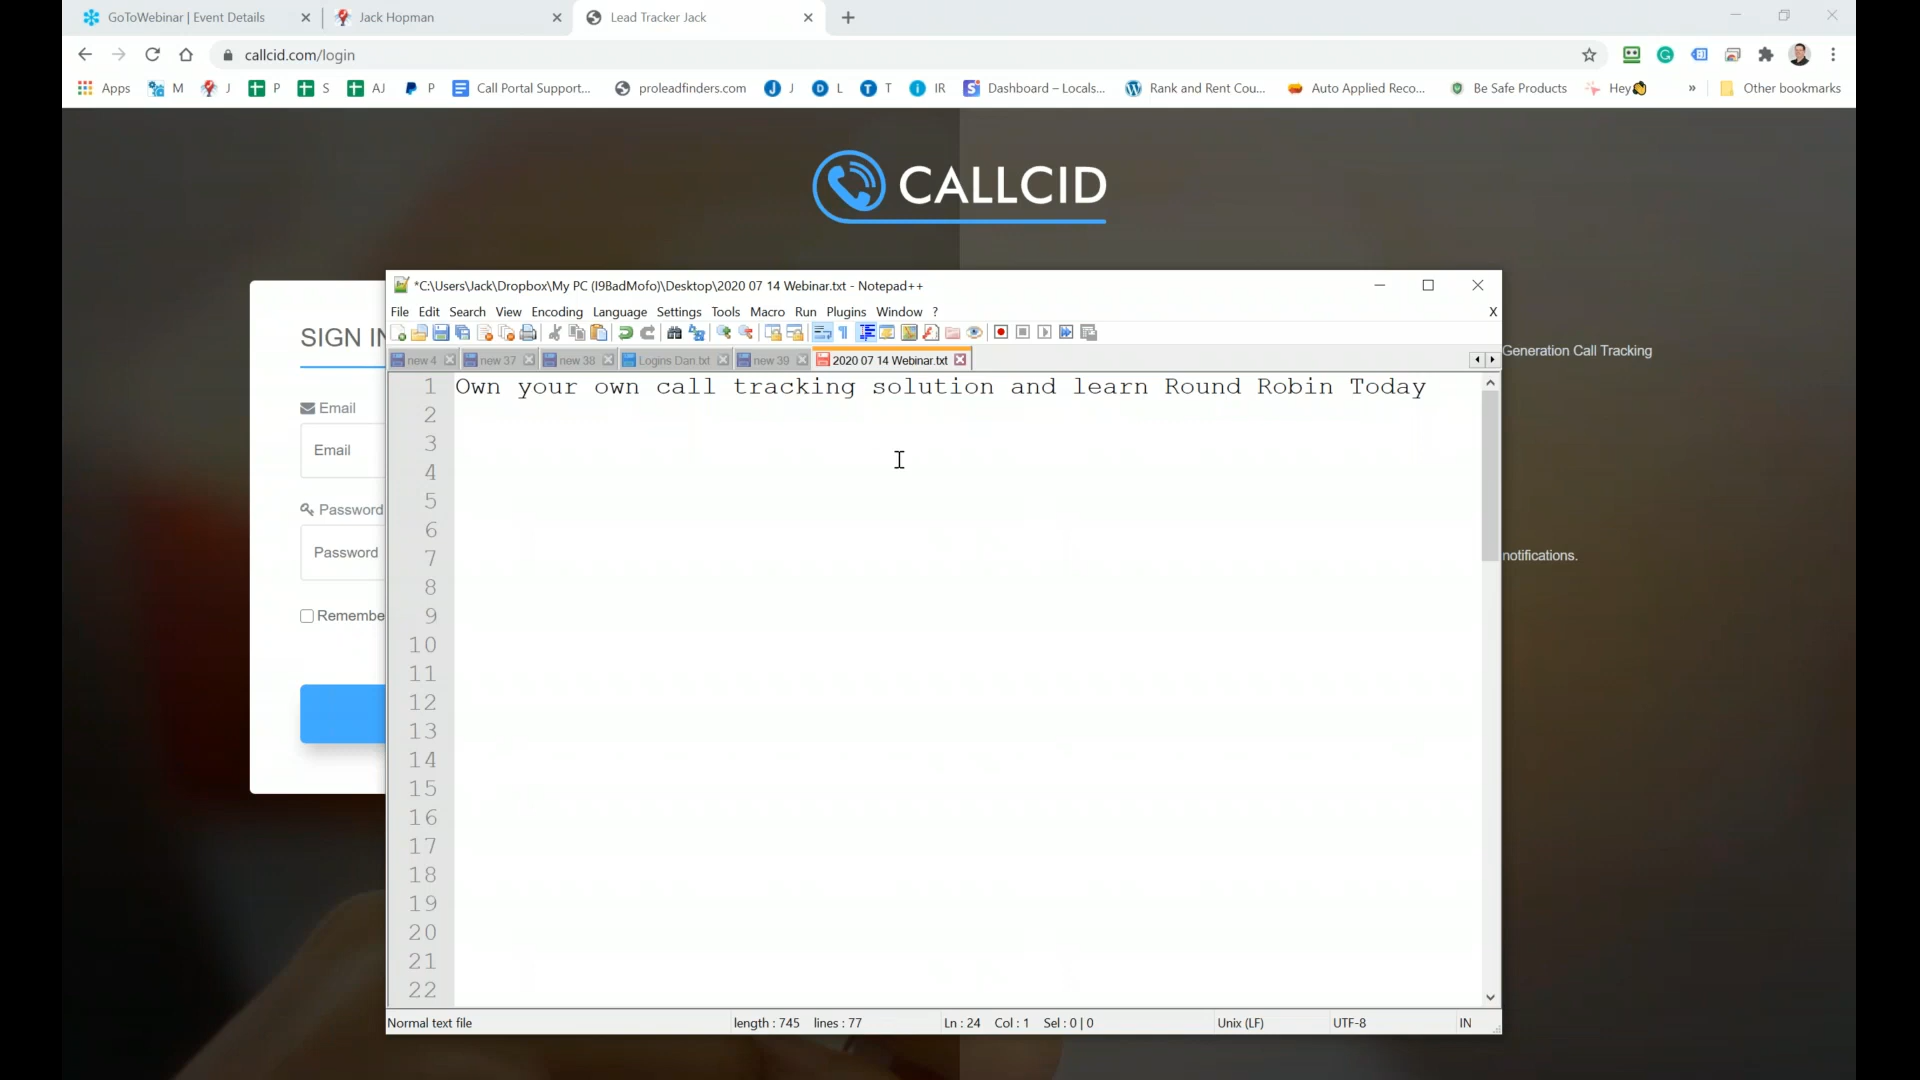 GoToWebinar | Event Details
Jack Hopman
Lead Tracker Jack
callcid.com/login
Apps
M
J
P
S
AJ
P
Call Portal Support...
proleadfinders.com
J
L
T
IR
Dashboard – Locals...
Rank and Rent Cou...
Auto Applied Reco...
Be Safe Products
Hey
Other bookmarks
CALLCID
SIGN IN
Email
Email
Password
Password
Remembe
Generation Call Tracking
notifications.
*C:\Users\Jack\Dropbox\My PC (I9BadMofo)\Desktop\2020 07 14 Webinar.txt - Notepad++
File Edit Search View Encoding Language Settings Tools Macro Run Plugins Window ?
X
new 4
new 37
new 38
Logins Dan.txt
new 39
2020 07 14 Webinar.txt
1 Own your own call tracking solution and learn Round Robin Today
2
3
4
5
6
7
8
9
10
11
12
13
14
15
16
17
18
19
20
21
22
Normal text file
length : 745 lines : 77
Ln : 24 Col : 1 Sel : 0 | 0
Unix (LF)
UTF-8
IN